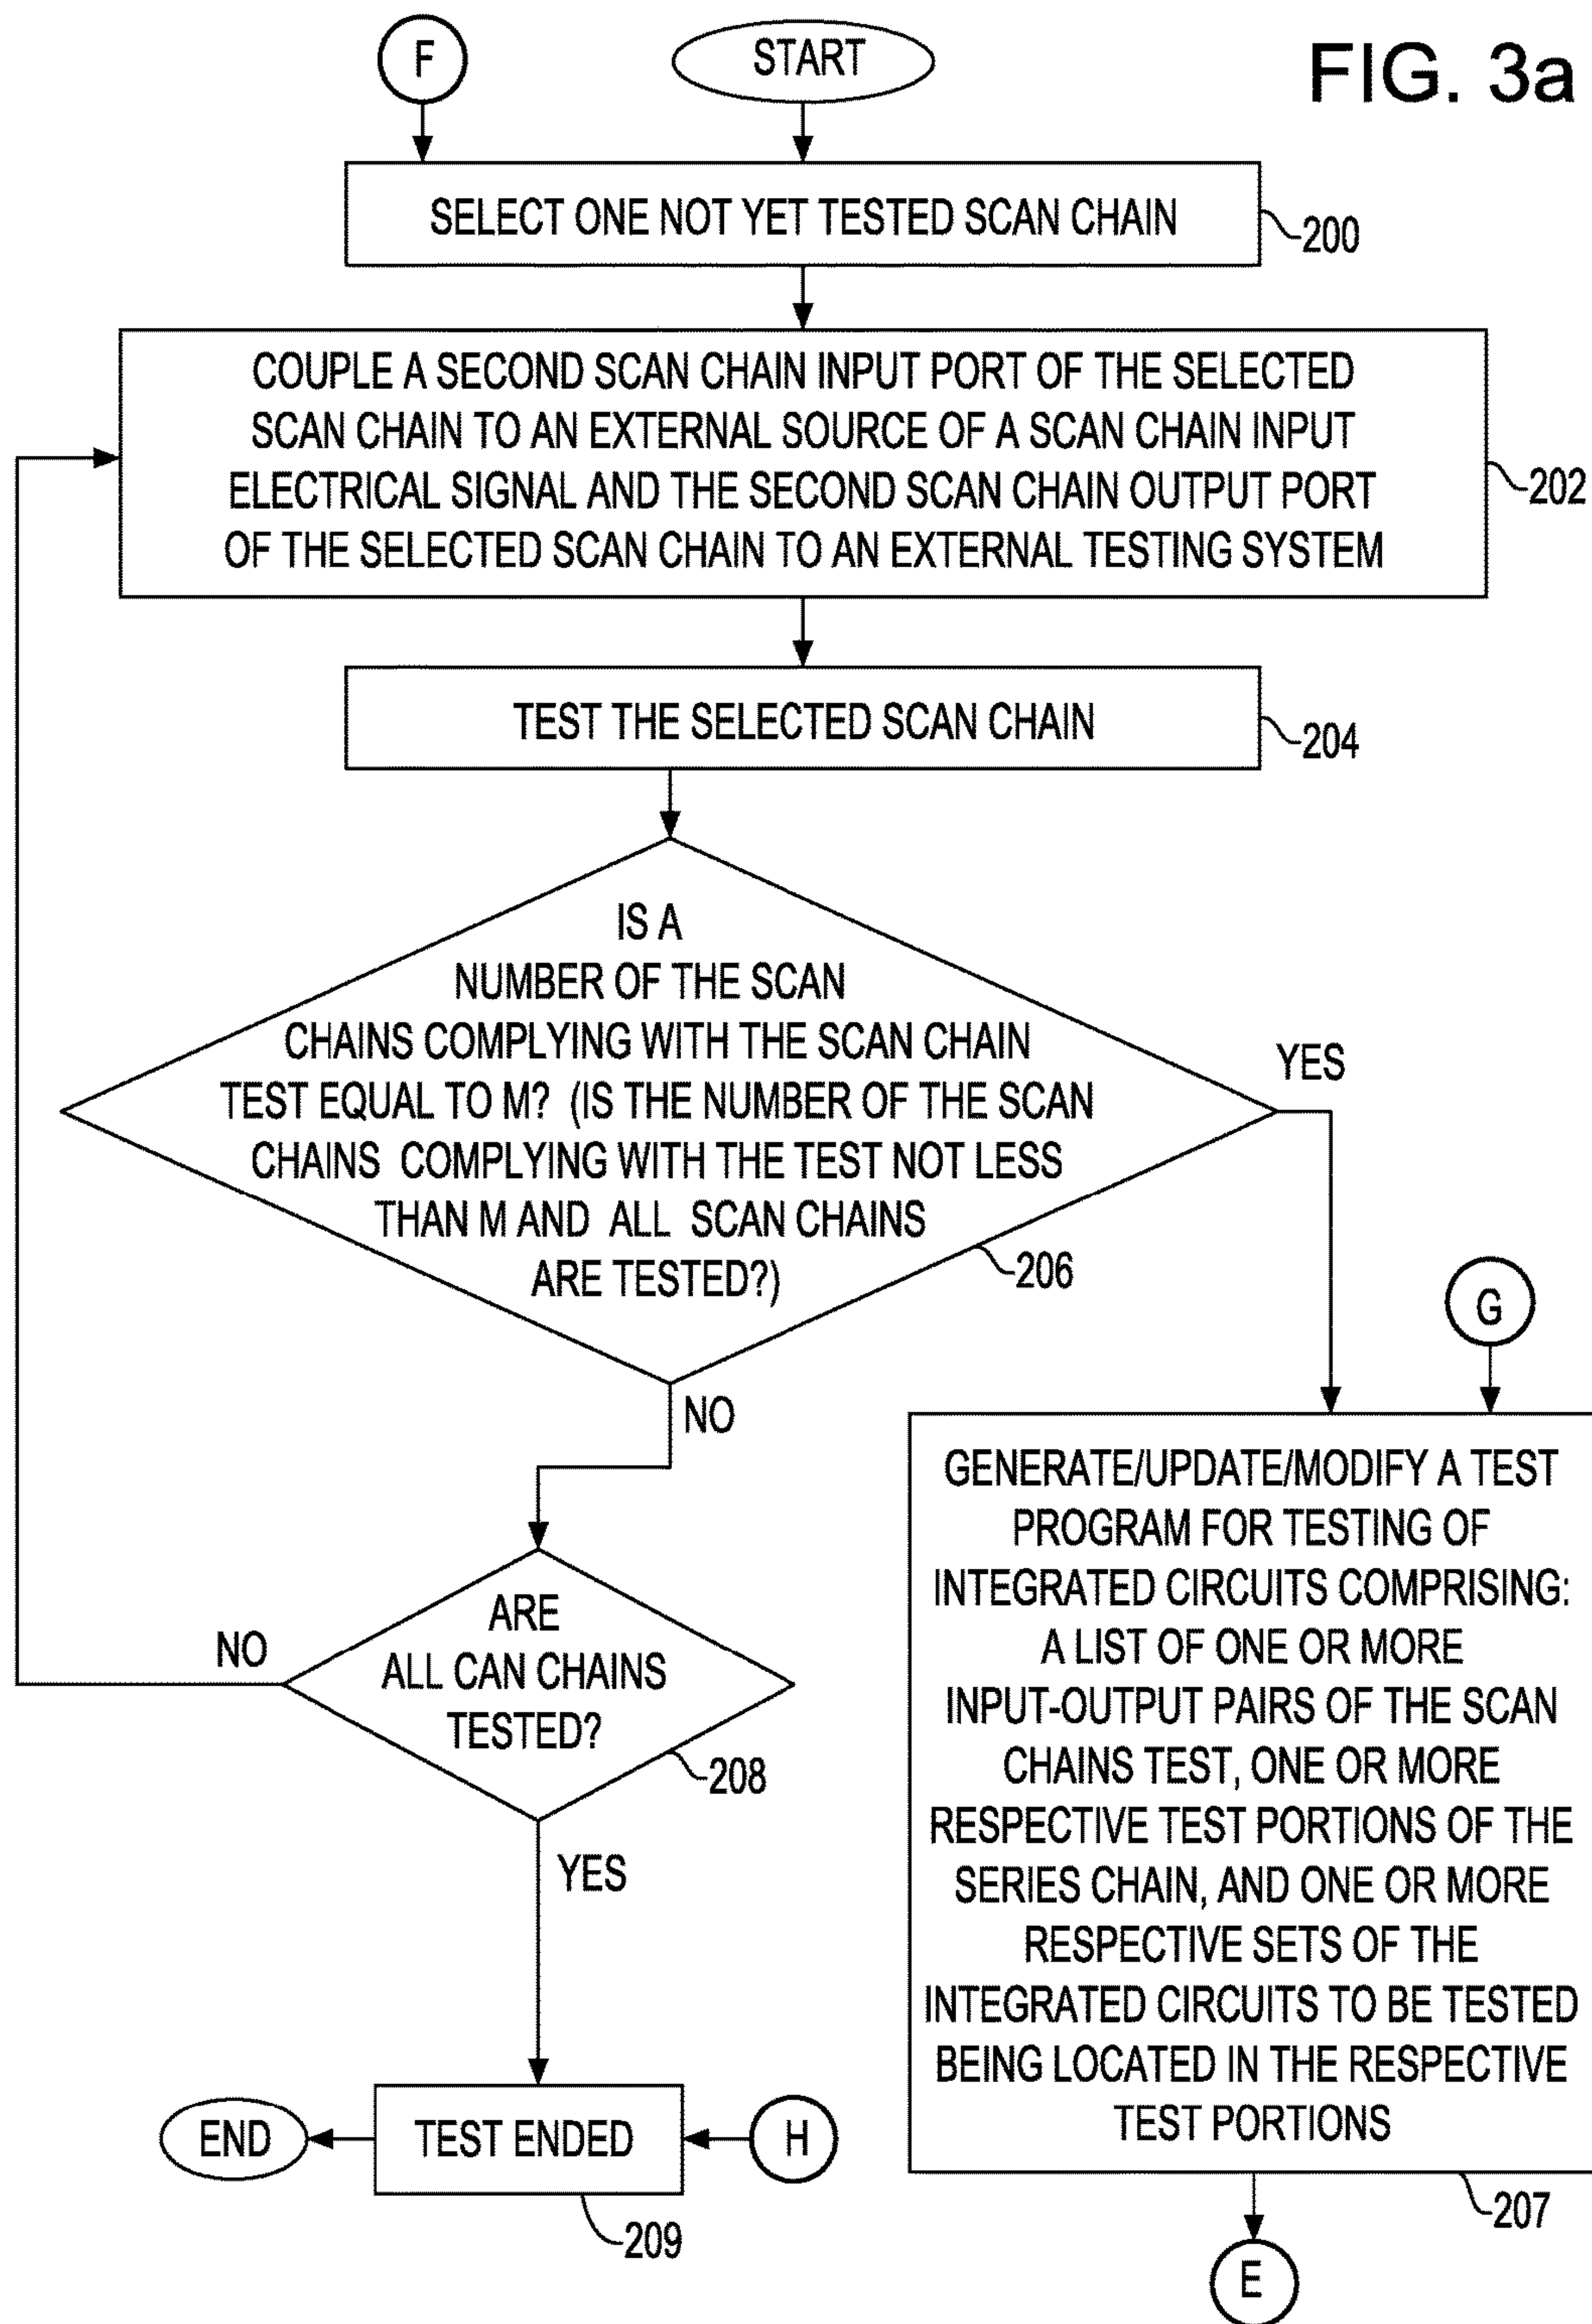 F
START
FIG. 3a
SELECT ONE NOT YET TESTED SCAN CHAIN
200
COUPLE A SECOND SCAN CHAIN INPUT PORT OF THE SELECTED
SCAN CHAIN TO AN EXTERNAL SOURCE OF A SCAN CHAIN INPUT
ELECTRICAL SIGNAL AND THE SECOND SCAN CHAIN OUTPUT PORT
OF THE SELECTED SCAN CHAIN TO AN EXTERNAL TESTING SYSTEM
202
TEST THE SELECTED SCAN CHAIN
204
IS A
NUMBER OF THE SCAN
CHAINS COMPLYING WITH THE SCAN CHAIN
TEST EQUAL TO M? (IS THE NUMBER OF THE SCAN
CHAINS COMPLYING WITH THE TEST NOT LESS
THAN M AND ALL SCAN CHAINS
ARE TESTED?)
206
YES
NO
G
GENERATE/UPDATE/MODIFY A TEST
PROGRAM FOR TESTING OF
INTEGRATED CIRCUITS COMPRISING:
A LIST OF ONE OR MORE
INPUT-OUTPUT PAIRS OF THE SCAN
CHAINS TEST, ONE OR MORE
RESPECTIVE TEST PORTIONS OF THE
SERIES CHAIN, AND ONE OR MORE
RESPECTIVE SETS OF THE
INTEGRATED CIRCUITS TO BE TESTED
BEING LOCATED IN THE RESPECTIVE
TEST PORTIONS
207
E
ARE
ALL CAN CHAINS
TESTED?
208
NO
YES
END
TEST ENDED
H
209